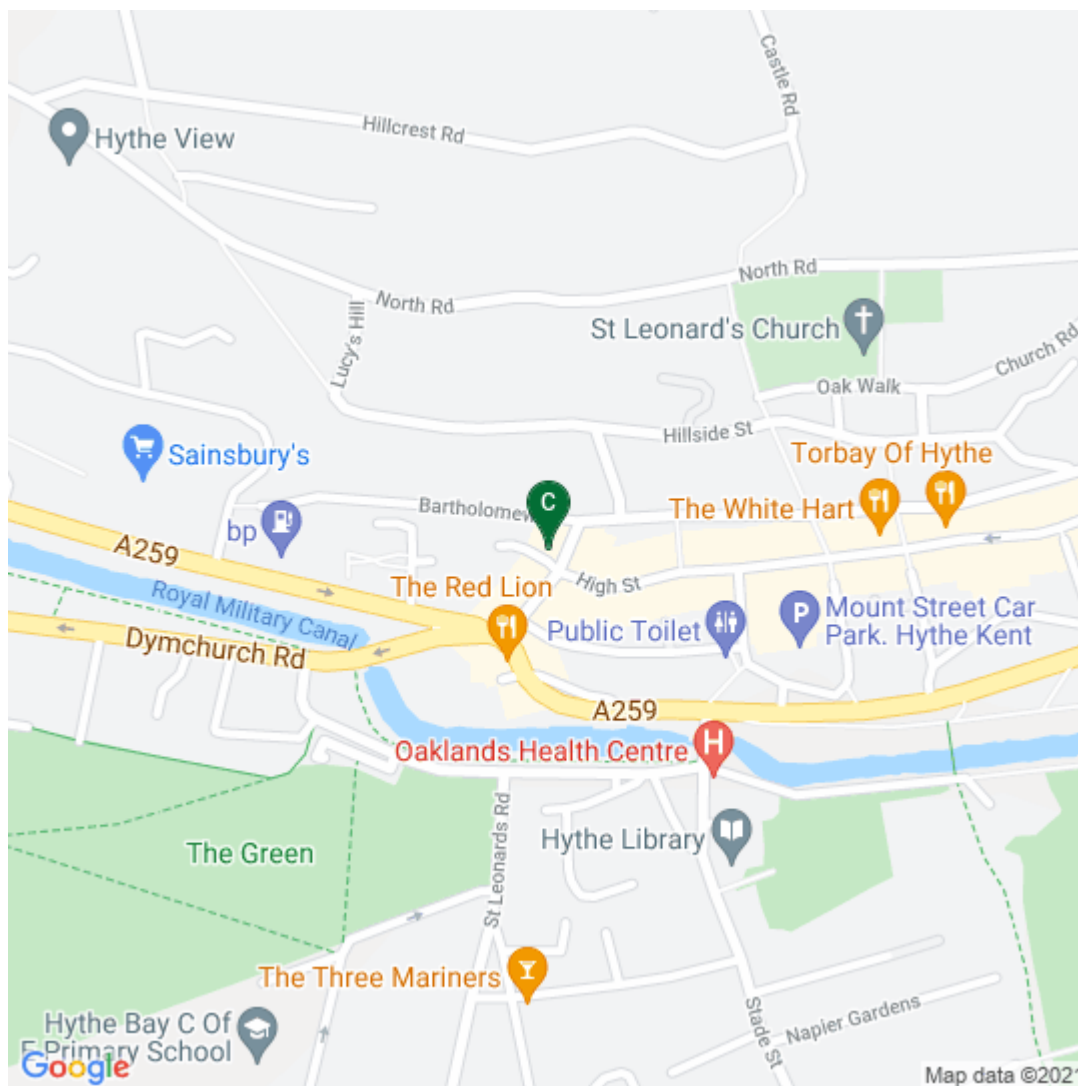 Castle Rd
Hillcrest Rd
Hythe View
North Rd
North Rd
Lucy's Hill
St Leonard's Church
Church Rd
Oak Walk
Hillside St
Sainsbury's
Torbay Of Hythe
Bartholomew
C
The White Hart
bp
A259
High St
The Red Lion
Royal Military Canal
Public Toilet
P
Mount Street Car
Park. Hythe Kent
Dymchurch Rd
A259
Oaklands Health Centre
H
St Leonards Rd
Hythe Library
The Green
The Three Mariners
Stade St
Napier Gardens
Hythe Bay C Of
E Primary School
Google
Map data ©2021